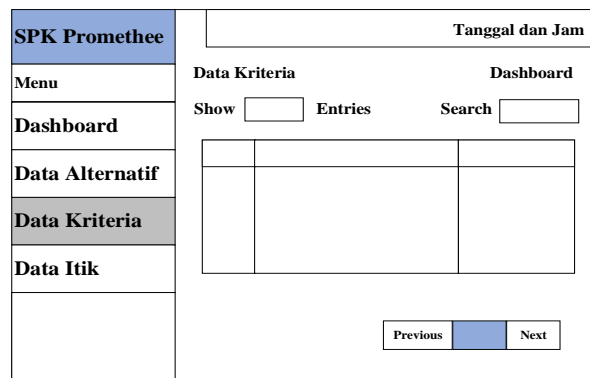 SPK Promethee
Tanggal dan Jam
Menu
Dashboard
Data Alternatif
Data Kriteria
Data Itik
Data Kriteria
Dashboard
Show
Entries
Search
Previous
Next